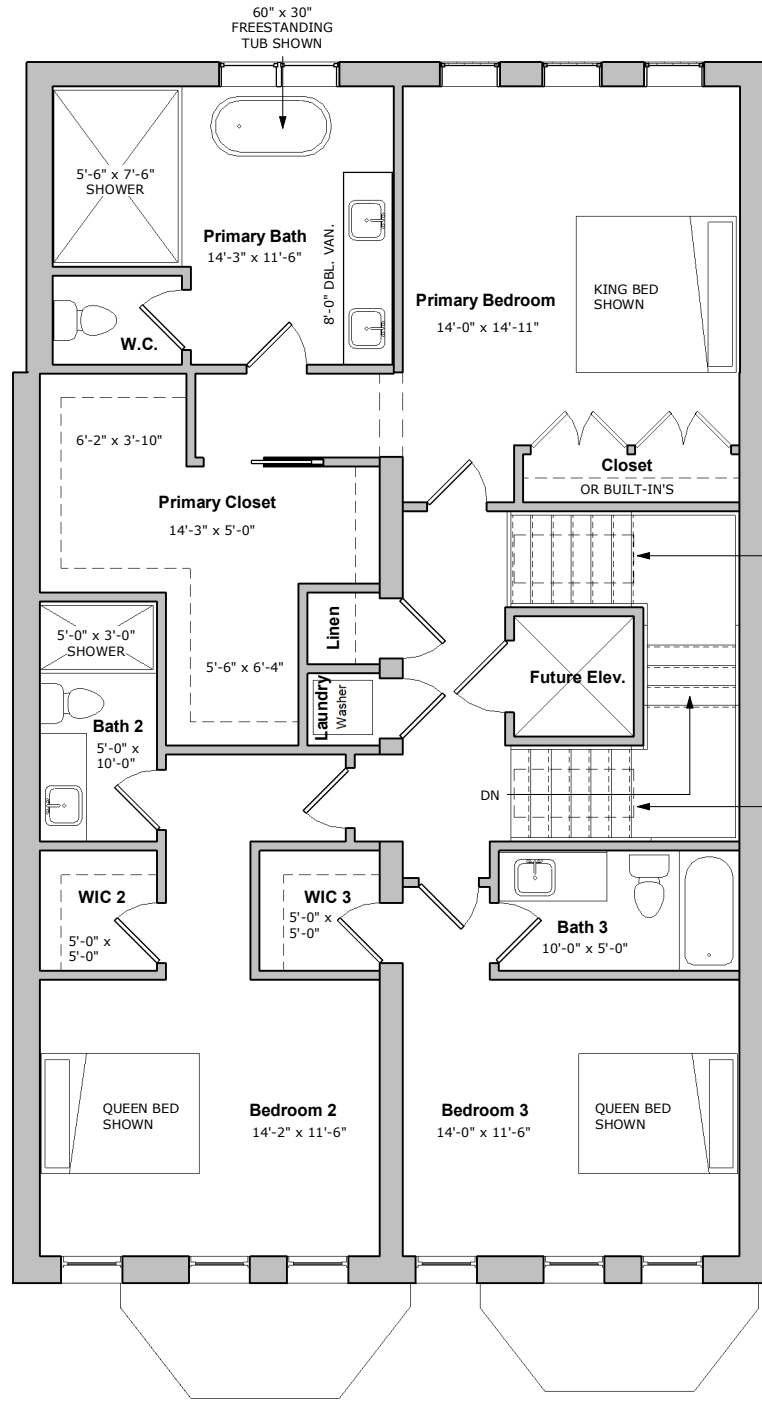 60" x 30"
FREESTANDING
TUB SHOWN
5'-6" x 7'-6"
SHOWER
Primary Bath
14'-3" x 11'-6"
8'-0" DBL. VAN.
W.C.
Primary Bedroom
14'-0" x 14'-11"
KING BED
SHOWN
6'-2" x 3'-10"
Closet
OR BUILT-IN'S
Primary Closet
14'-3" x 5'-0"
5'-0" x 3'-0"
SHOWER
Linen
5'-6" x 6'-4"
Future Elev.
Laundry
Washer
Bath 2
5'-0" x
10'-0"
DN
WIC 2
5'-0" x
5'-0"
WIC 3
5'-0" x
5'-0"
Bath 3
10'-0" x 5'-0"
QUEEN BED
SHOWN
Bedroom 2
14'-2" x 11'-6"
Bedroom 3
14'-0" x 11'-6"
QUEEN BED
SHOWN